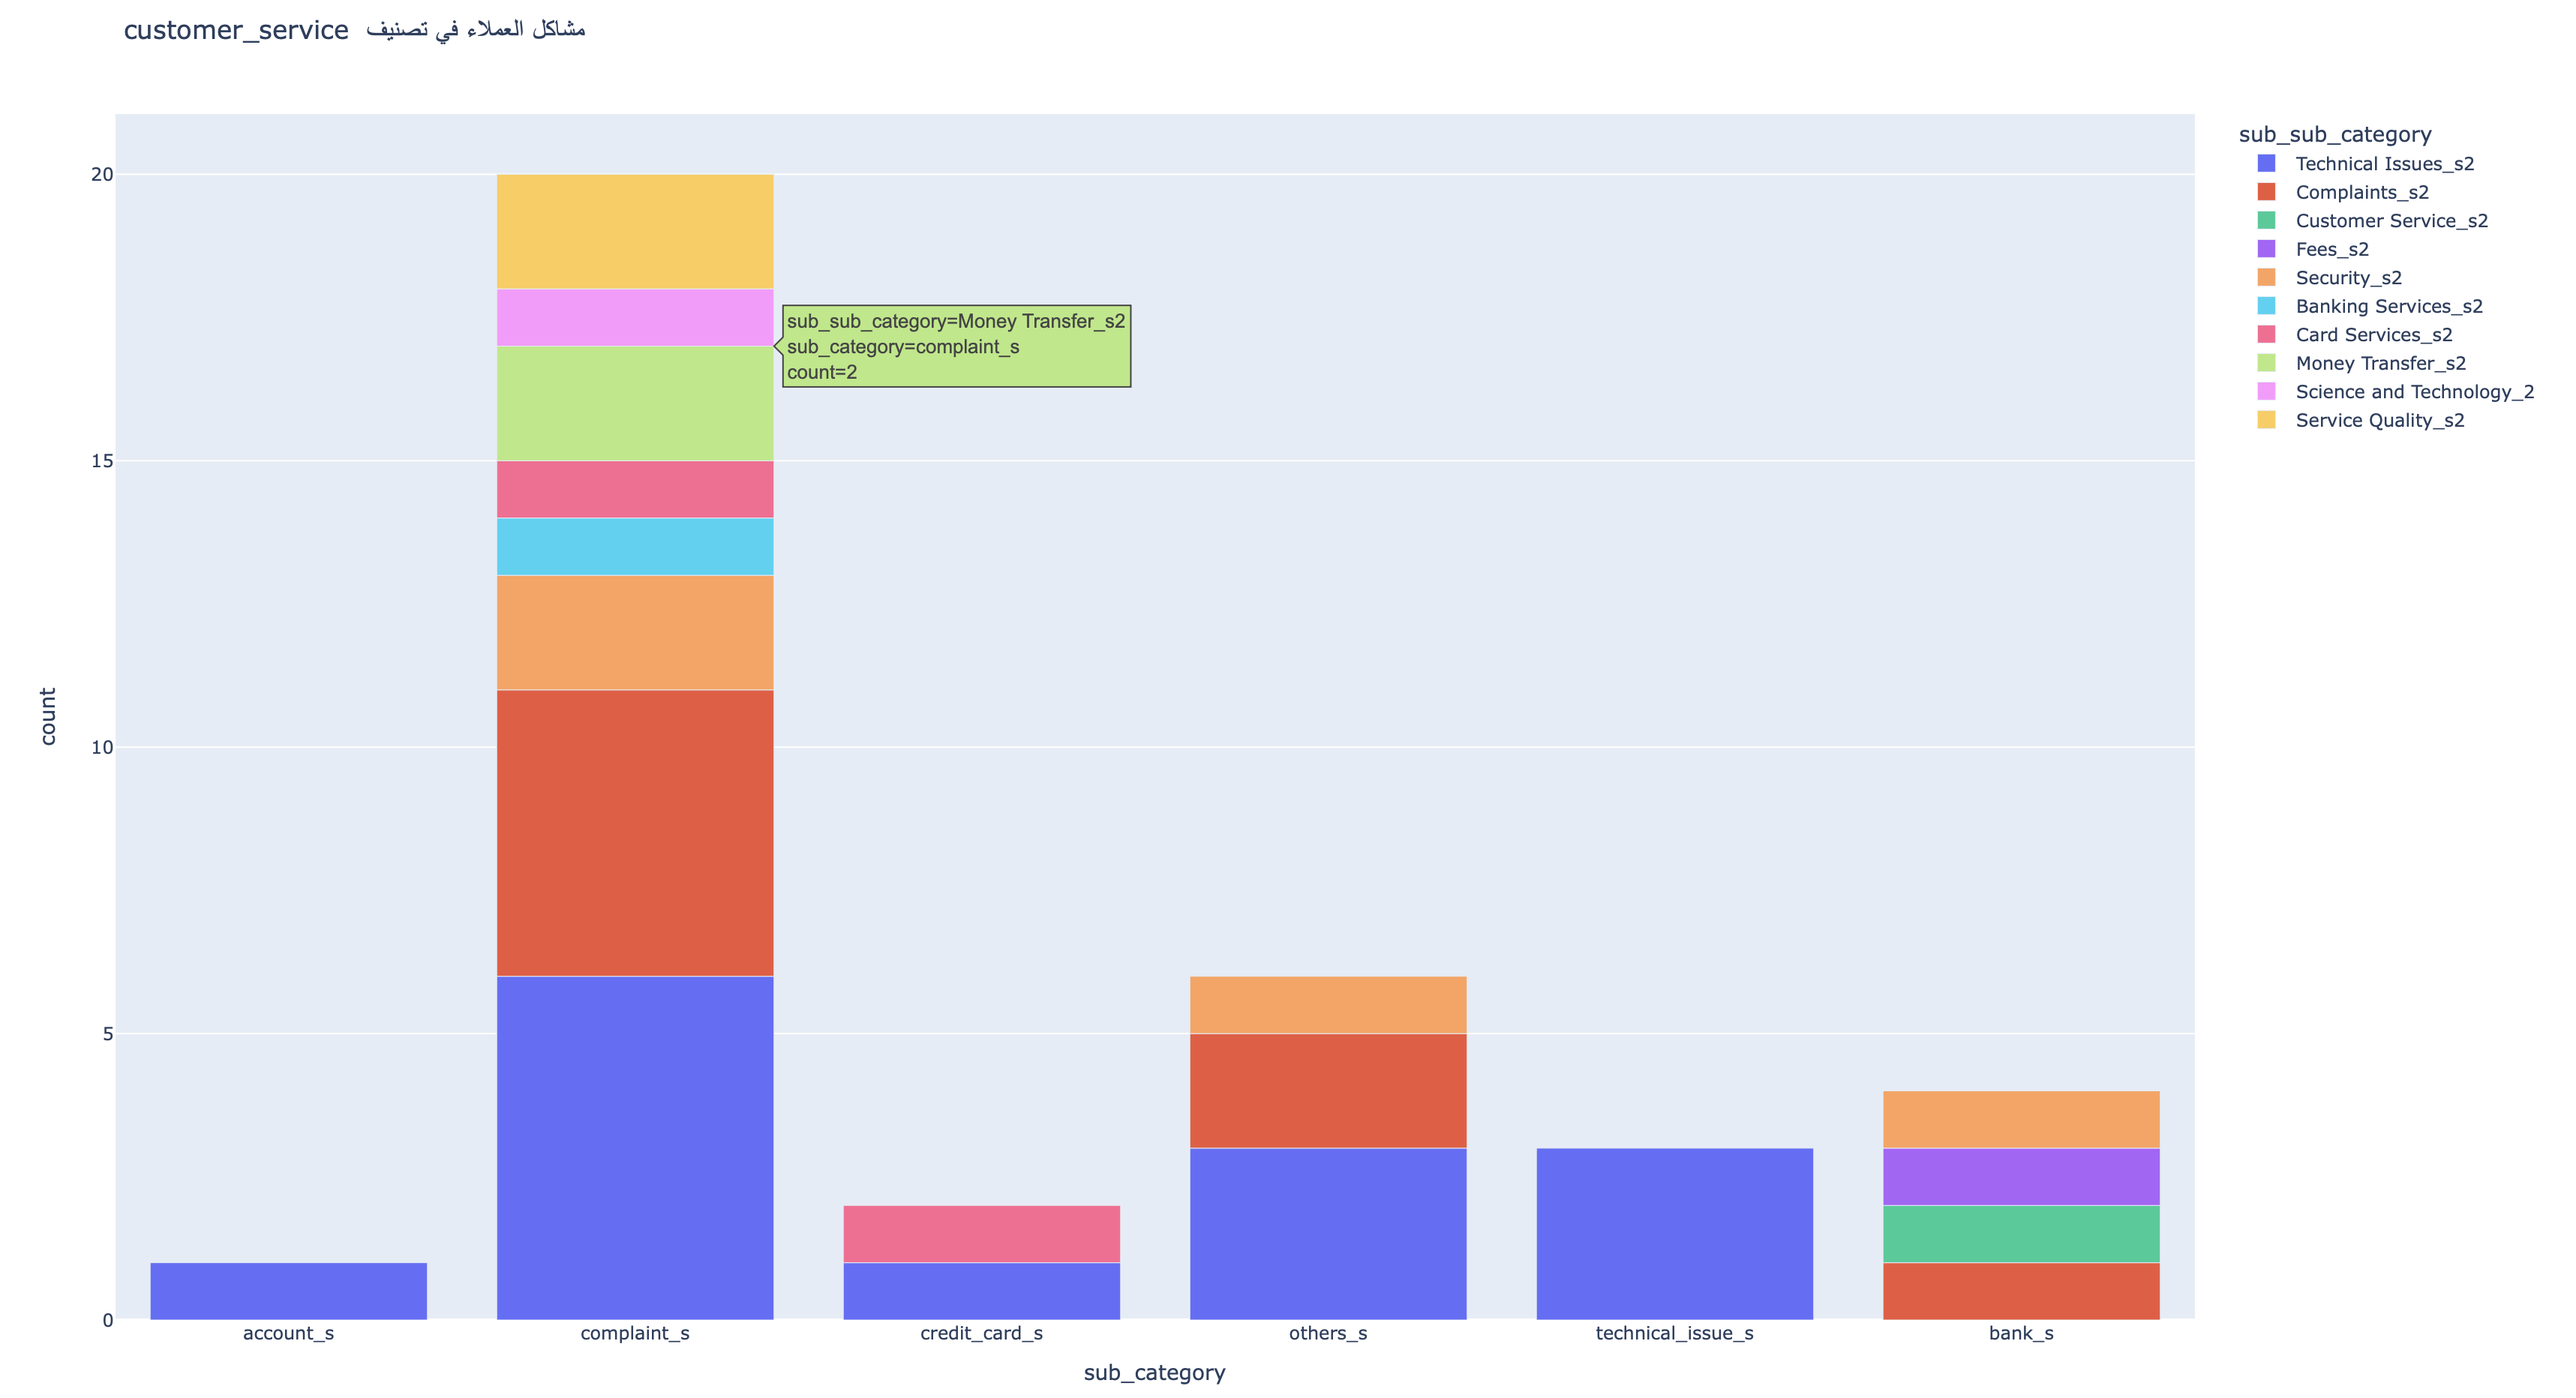 customer_service مشاكل العملاء في تصنيف
sub_sub_category
Technical Issues_s2
Complaints_s2
Customer Service_s2
Fees_s2
Security_s2
Banking Services_s2
Card Services_s2
Money Transfer_s2
Science and Technology_2
Service Quality_s2
sub_sub_category=Money Transfer_s2
sub_category=complaint_s
count=2
20
15
10
5
0
count
account_s
complaint_s
credit_card_s
others_s
technical_issue_s
bank_s
sub_category